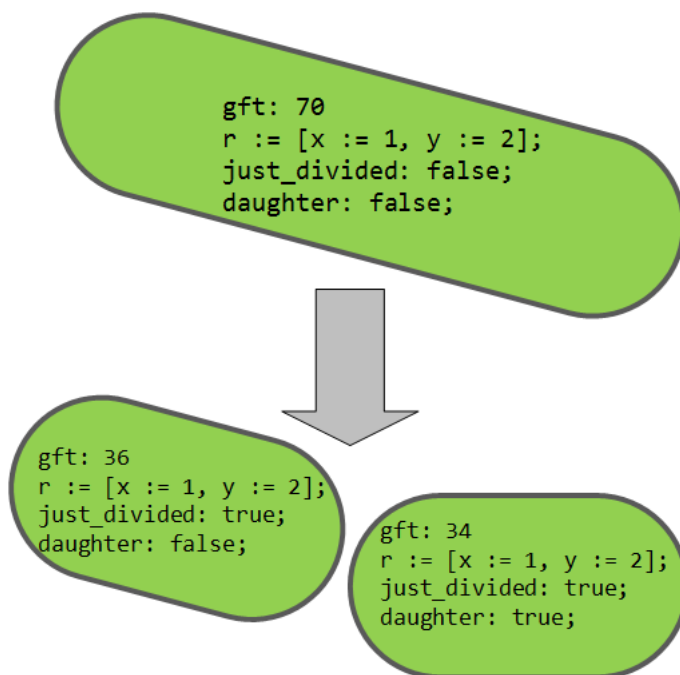 gft: 70
r := [x := 1, y := 2];
just_divided: false;
daughter: false;
gft: 36
r := [x := 1, y := 2];
just_divided: true;
daughter: false;
gft: 34
r := [x := 1, y := 2];
just_divided: true;
daughter: true;